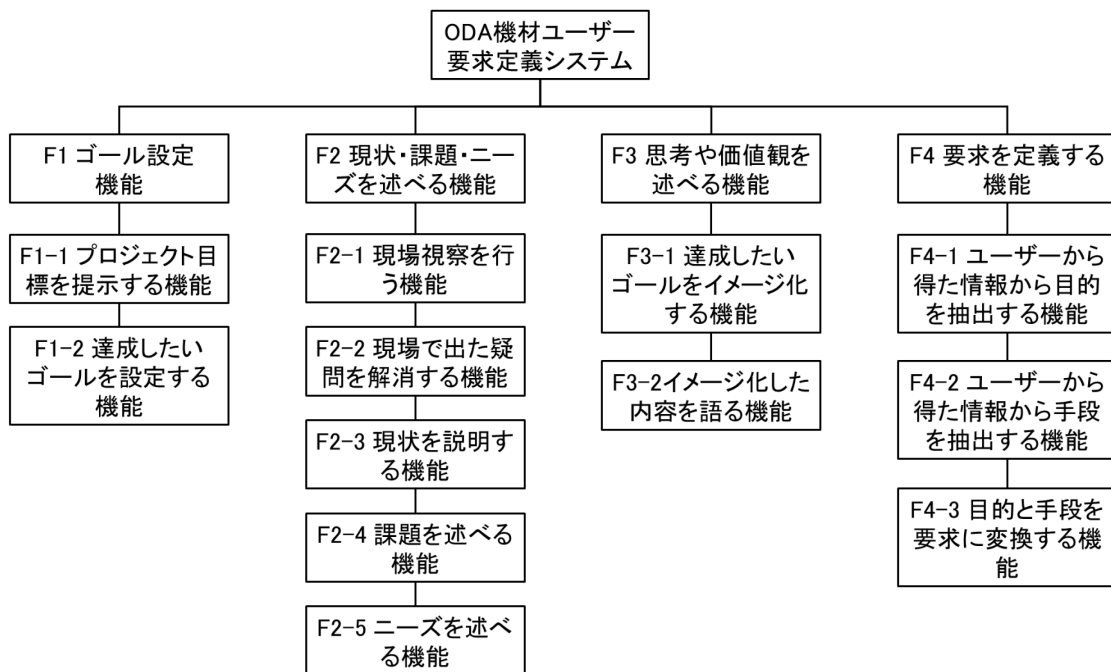 ODA機材ユーザー
要求定義システム
F1 ゴール設定
機能
F1-1 プロジェクト目
標を提示する機能
F1-2 達成したい
ゴールを設定する
機能
F2 現状・課題・ニー
ズを述べる機能
F2-1 現場視察を行
う機能
F2-2 現場で出た疑
問を解消する機能
F2-3 現状を説明す
る機能
F2-4 課題を述べる
機能
F2-5 ニーズを述べ
る機能
F3 思考や価値観を
述べる機能
F3-1 達成したい
ゴールをイメージ化
する機能
F3-2イメージ化した
内容を語る機能
F4 要求を定義する
機能
F4-1 ユーザーから
得た情報から目的
を抽出する機能
F4-2 ユーザーから
得た情報から手段
を抽出する機能
F4-3 目的と手段を
要求に変換する機
能